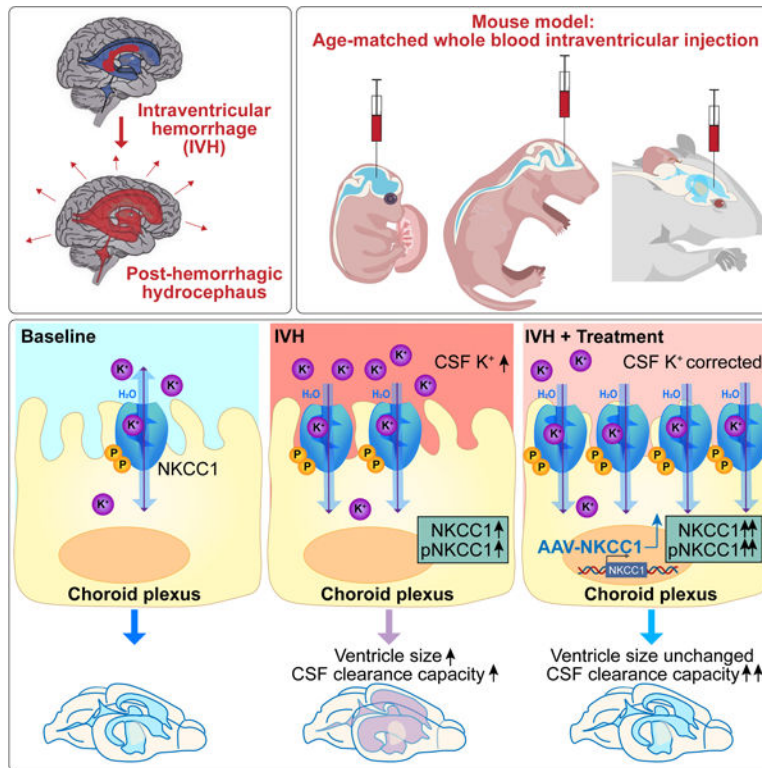 Intraventricular
hemorrhage
(IVH)
Post-hemorrhagic
hydrocephaus
Mouse model:
Age-matched whole blood intraventricular injection
Baseline
K⁺
K⁺
H₂O
K⁺
P
P
NKCC1
K⁺
Choroid plexus
IVH
CSF K⁺
K⁺
K⁺
K⁺
K⁺
K⁺
K⁺
H₂O
H₂O
K⁺
K⁺
P
P
P
P
K⁺
NKCC1
pNKCC1
Choroid plexus
Ventricle size
CSF clearance capacity
IVH + Treatment
CSF K⁺ corrected
K⁺
K⁺
K⁺
H₂O
H₂O
H₂O
H₂O
K⁺
K⁺
K⁺
K⁺
P
P
P
P
P
P
P
P
K⁺
AAV-NKCC1
NKCC1
NKCC1
pNKCC1
Choroid plexus
Ventricle size unchanged
CSF clearance capacity